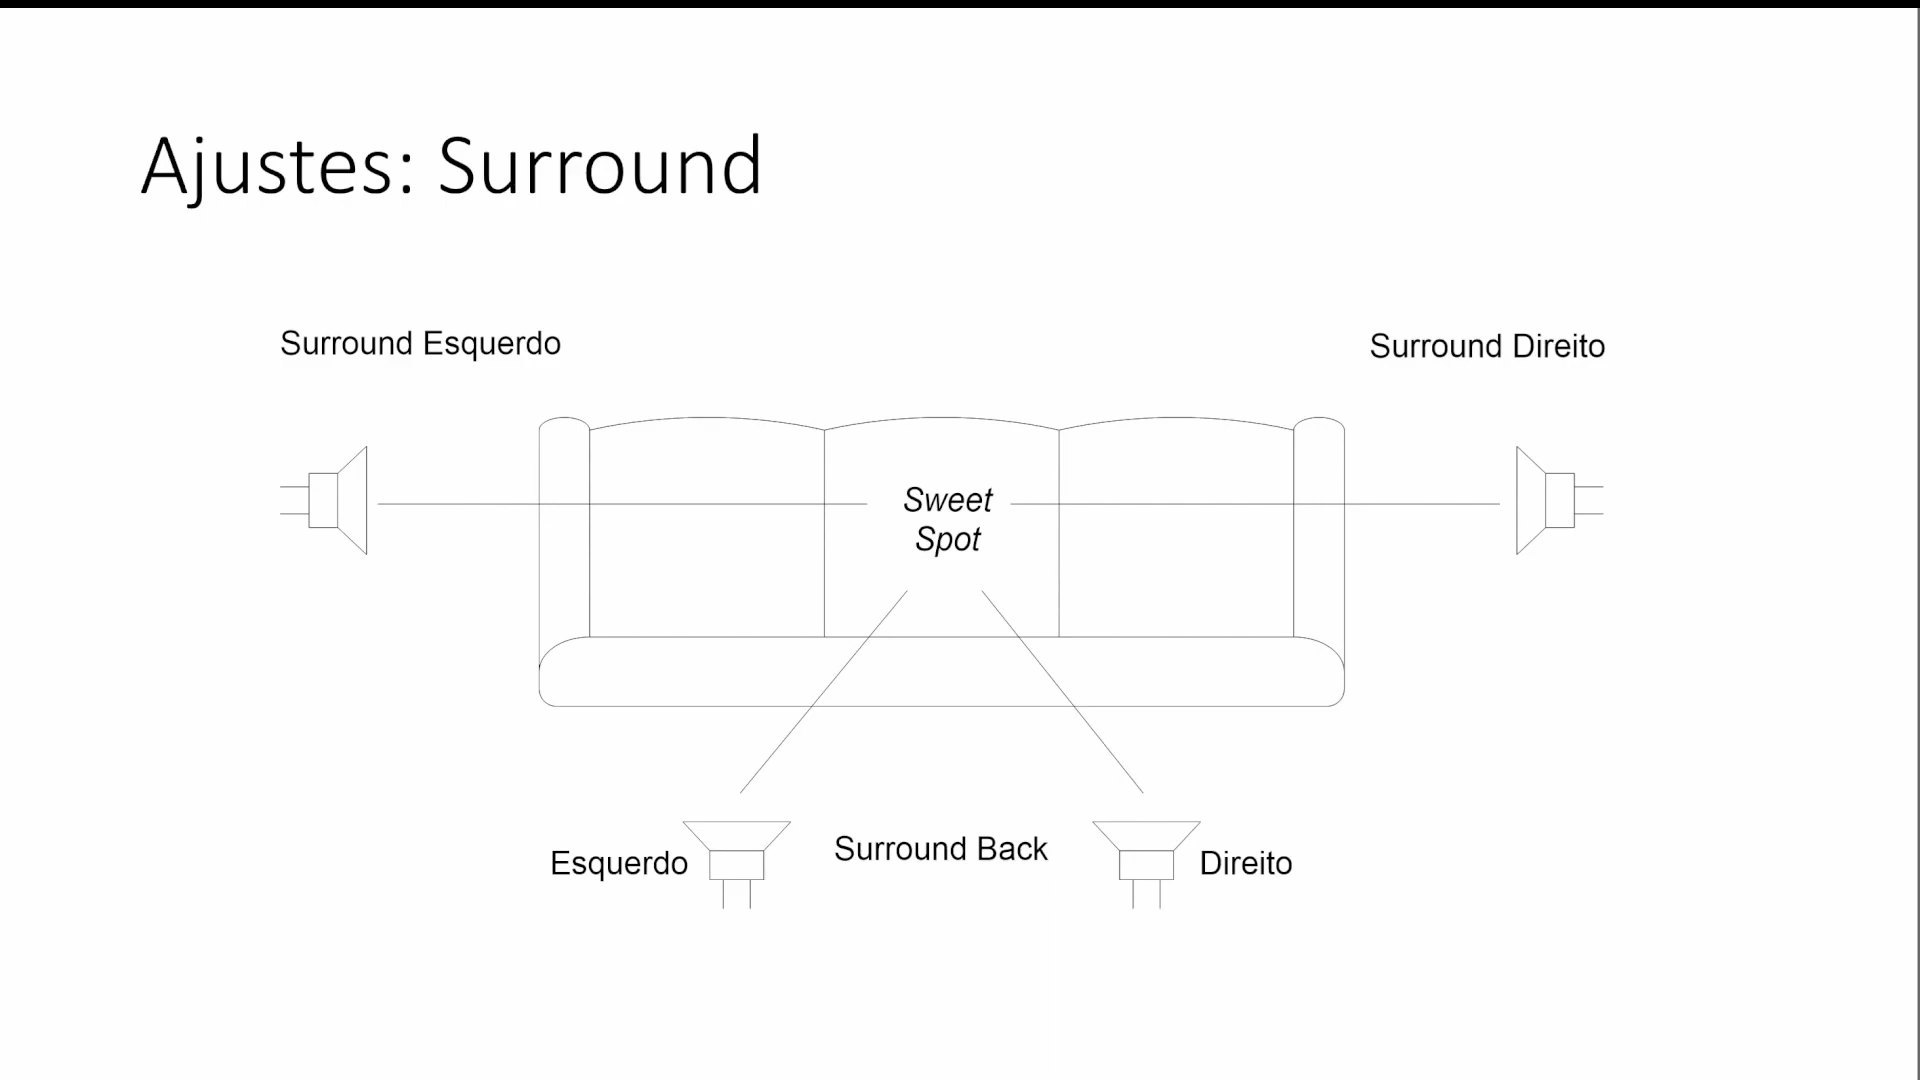 Ajustes: Surround
Surround Esquerdo
Surround Direito
Sweet
Spot
Esquerdo
Surround Back
Direito